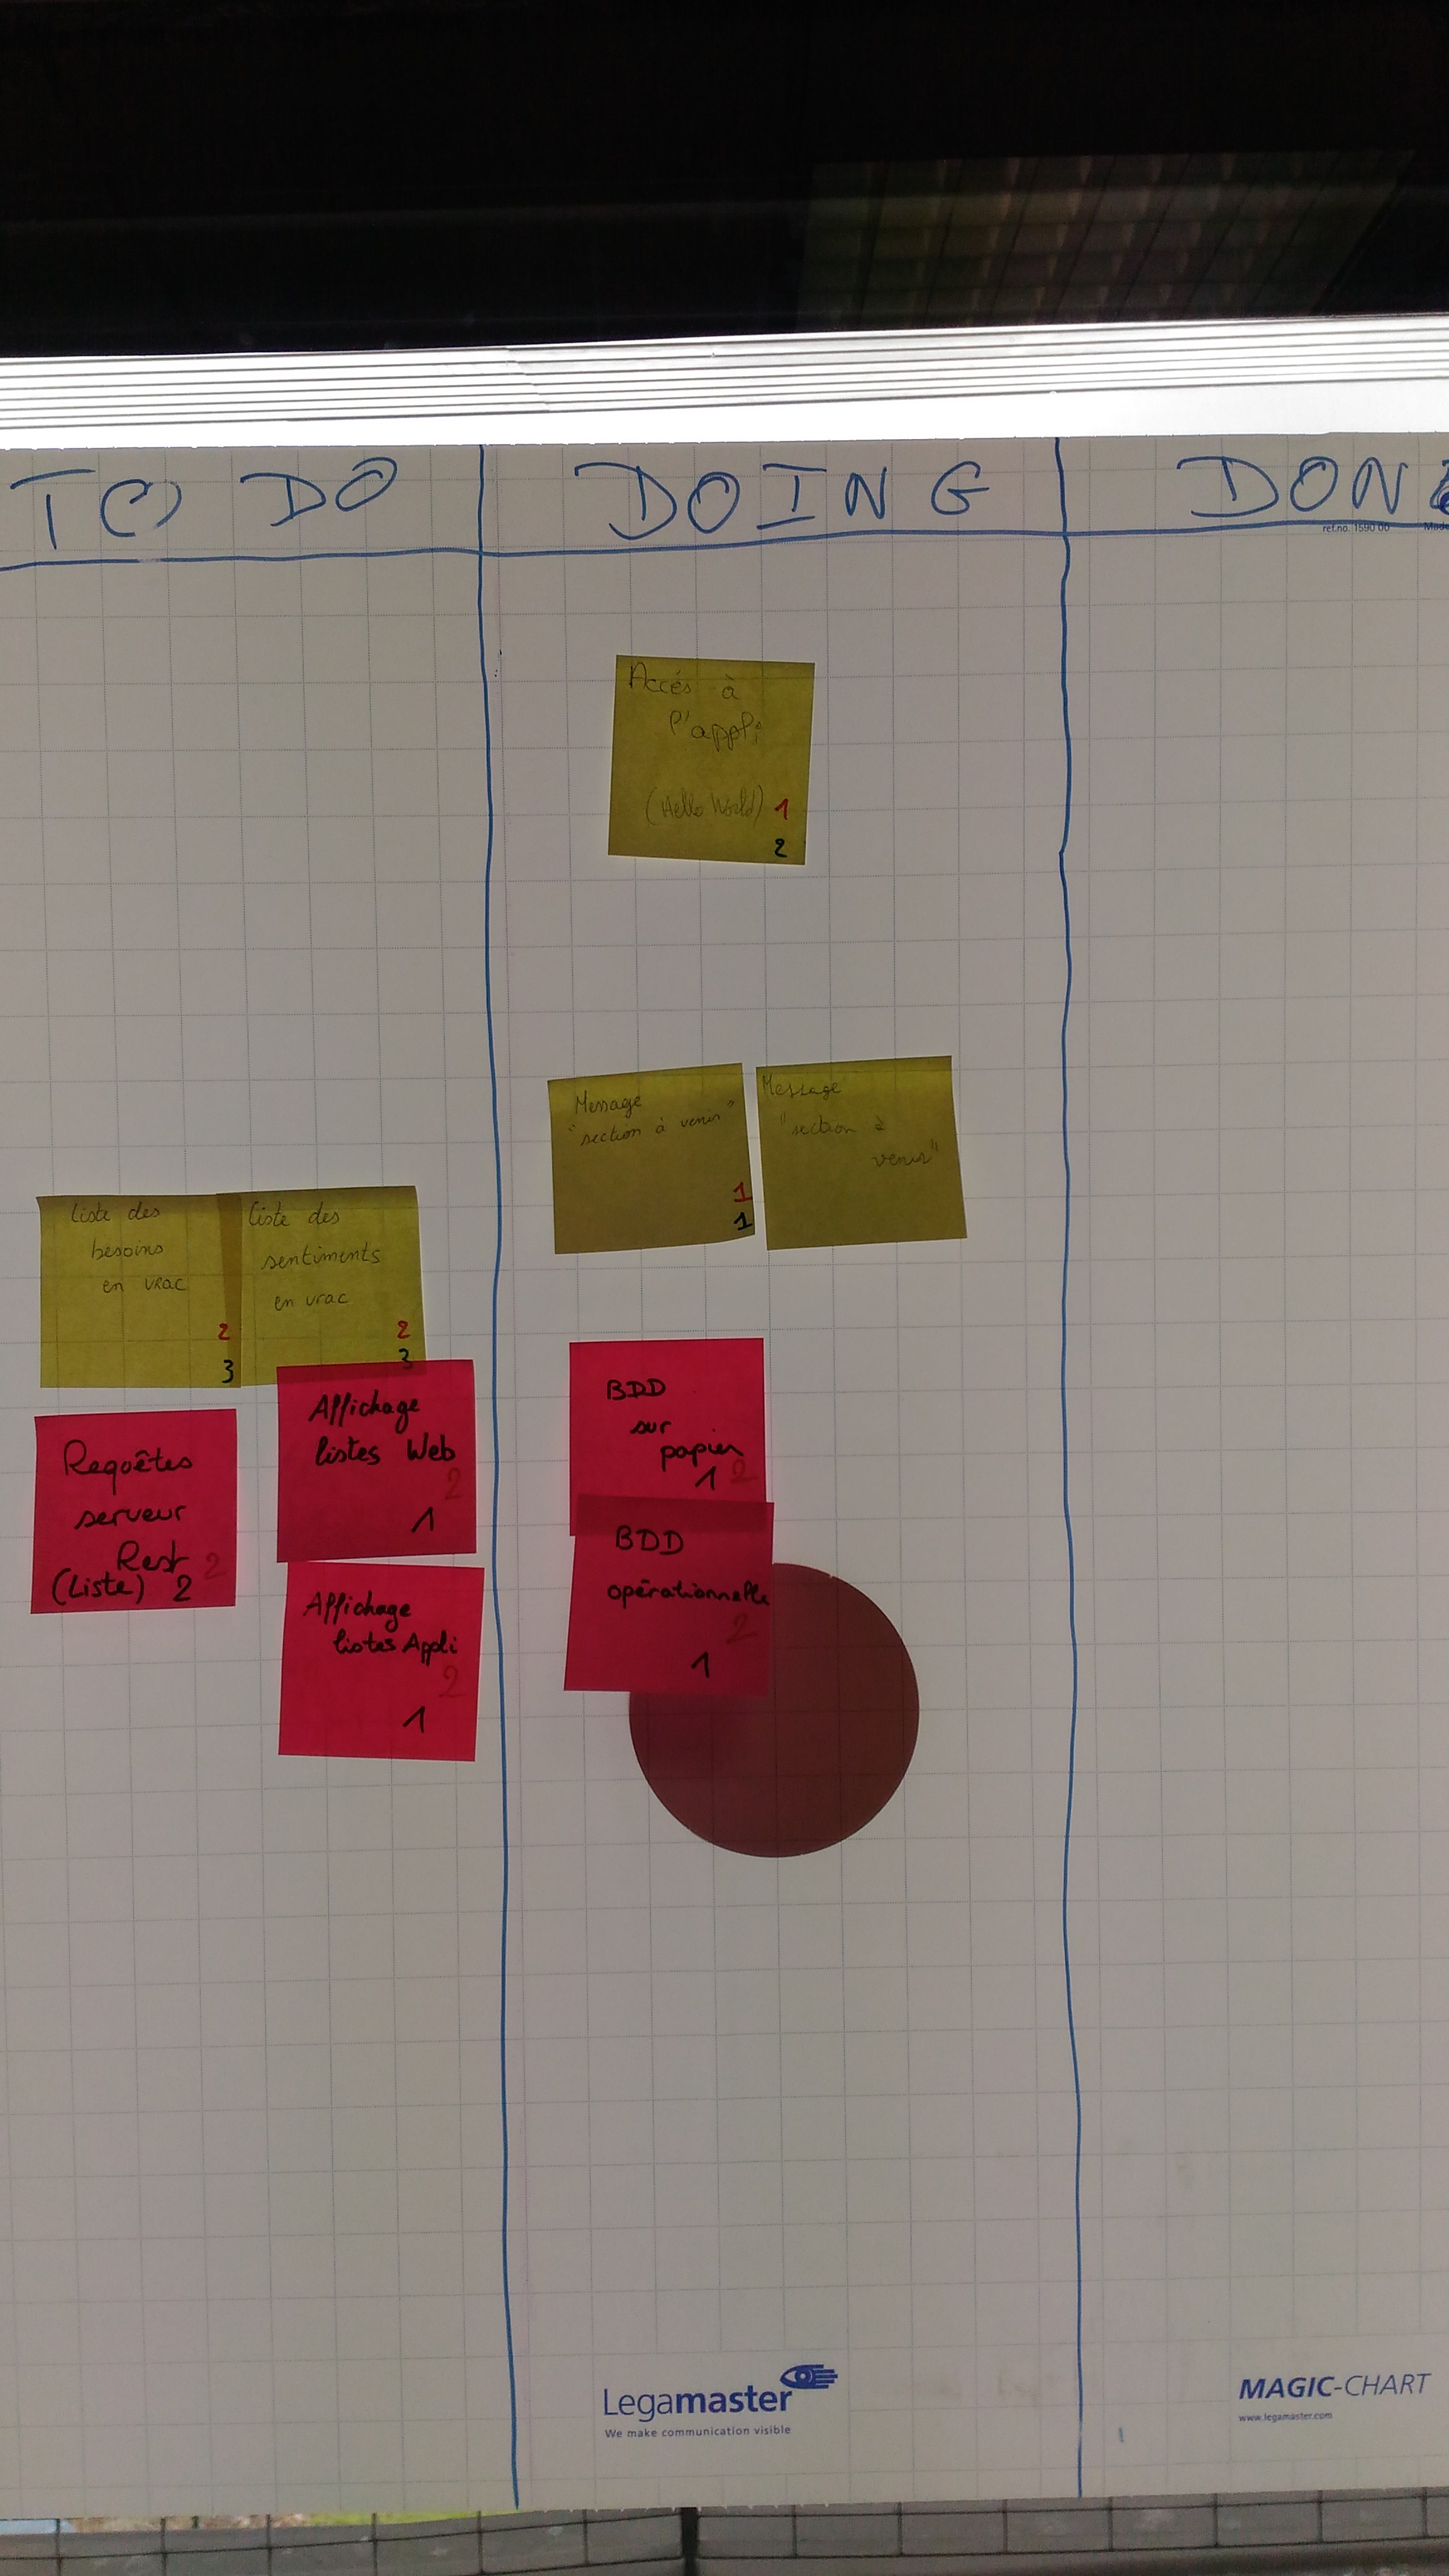 TO DO
DOING
DONE
ref.no. 1590 00
Accés à
l'appli
(Hello World) 1
2
Message
"section à venir"
1
1
Message
"section à
venir"
liste des
besoins
en vrac
2
3
liste des
sentiments
en vrac
2
3
Requêtes
serveur
Rest 2
(Liste) 2
Affichage
listes Web
2
1
Affichage
listes Appli
2
1
BDD
sur
papier
1 2
BDD
opérationnelle
2
1
Legamaster
We make communication visible
MAGIC-CHART
www.legamaster.com